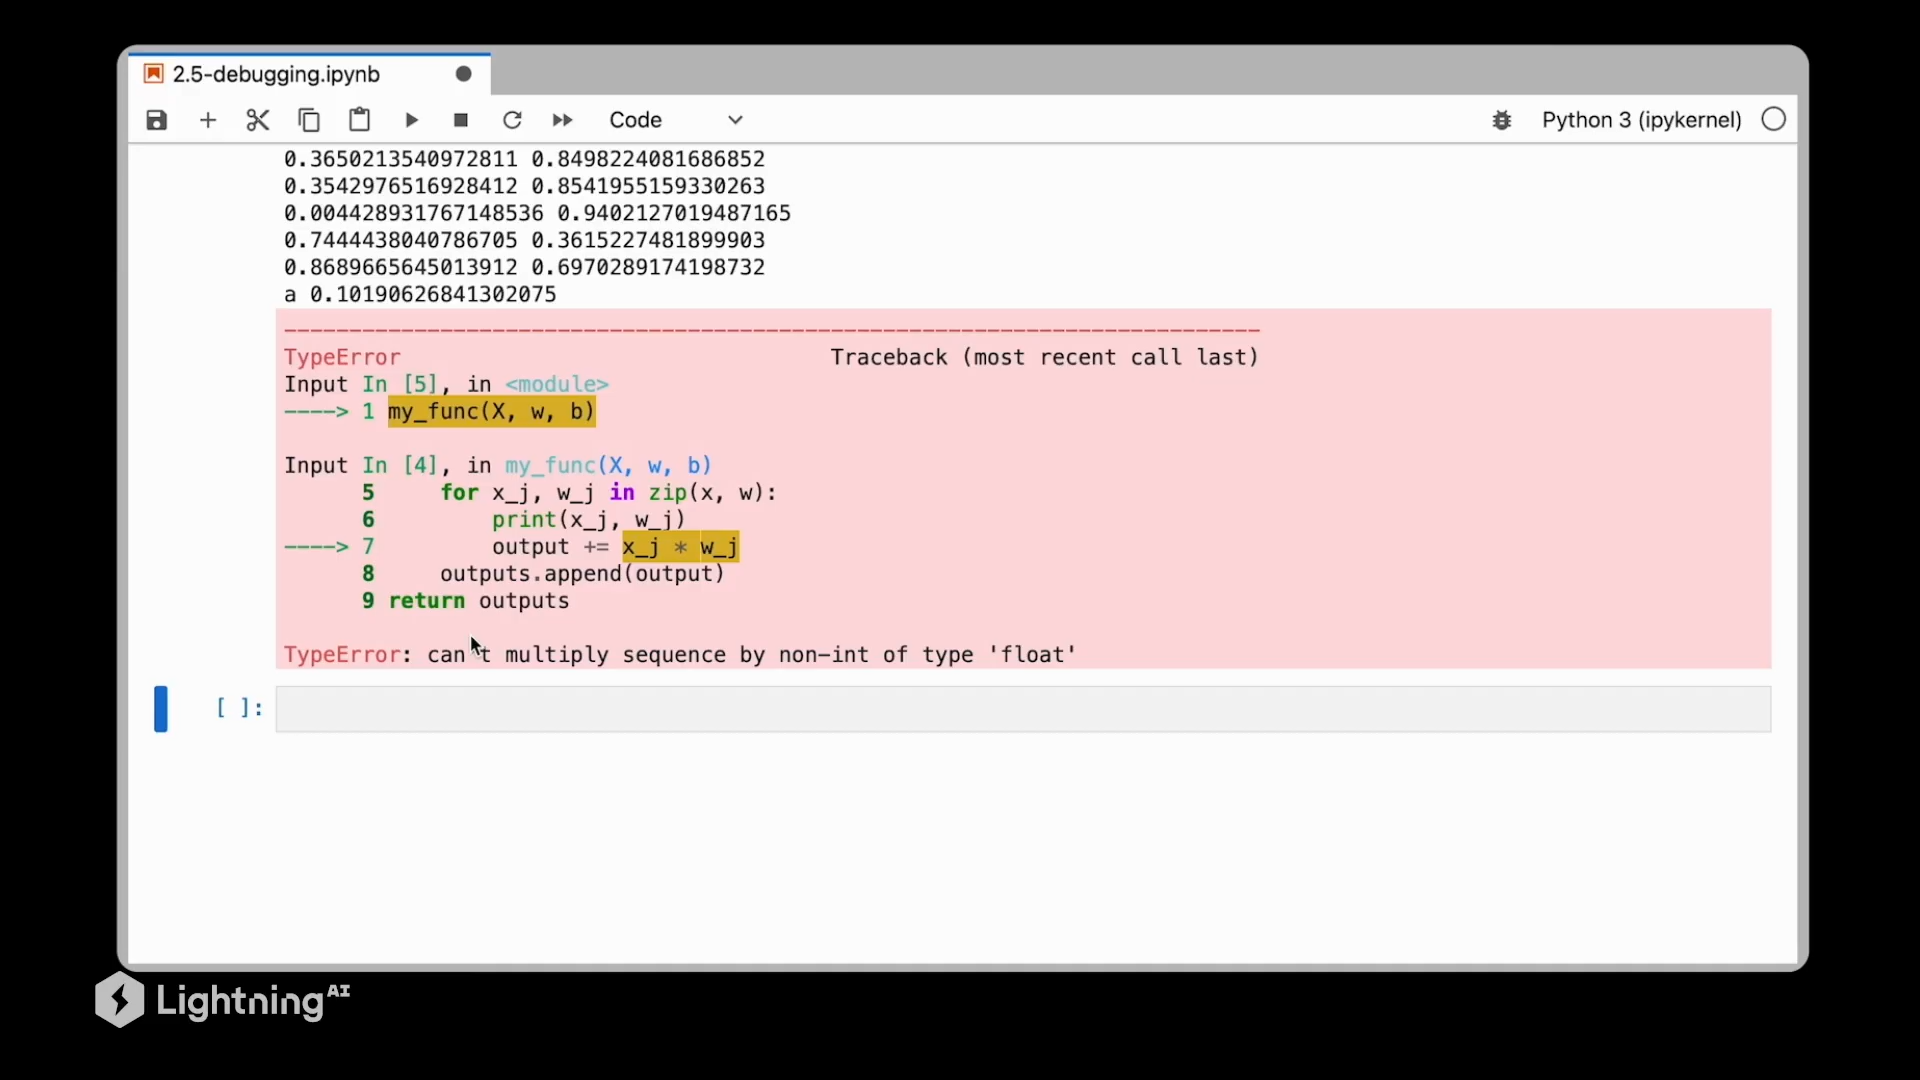 2.5-debugging.ipynb
Code
Python 3 (ipykernel)
0.3650213540972811 0.8498224081686852
0.3542976516928412 0.8541955159330263
0.004428931767148536 0.9402127019487165
0.7444438040786705 0.3615227481899903
0.8689665645013912 0.6970289174198732
a 0.10190626841302075
---------------------------------------------------------------------------
TypeError                                 Traceback (most recent call last)
Input In [5], in <module>
----> 1 my_func(X, w, b)
Input In [4], in my_func(X, w, b)
      5     for x_j, w_j in zip(x, w):
      6         print(x_j, w_j)
----> 7         output += x_j * w_j
      8     outputs.append(output)
      9 return outputs
TypeError: can't multiply sequence by non-int of type 'float'
[ ]:
Lightning AI